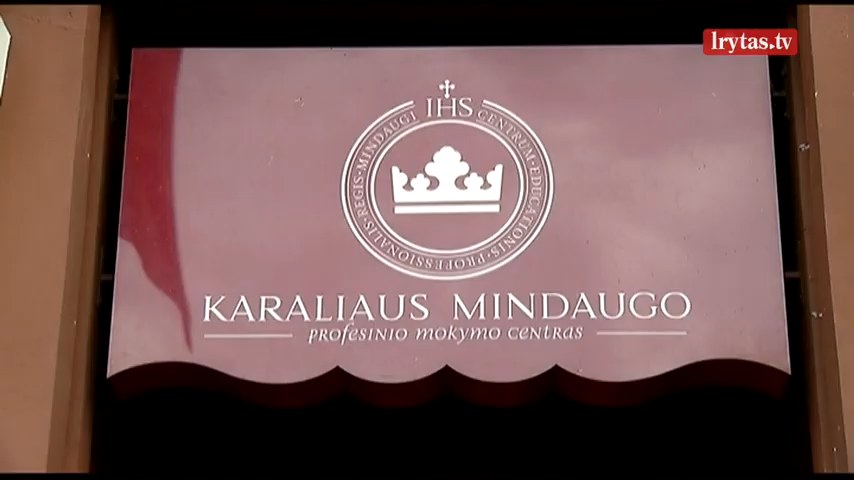 lrytas.tv
IHS
REGIS·MINDAUGI CENTRUM·EDUCATIONIS·PROFESSIONALIS
KARALIAUS MINDAUGO
PROFESINIO MOKYMO CENTRAS